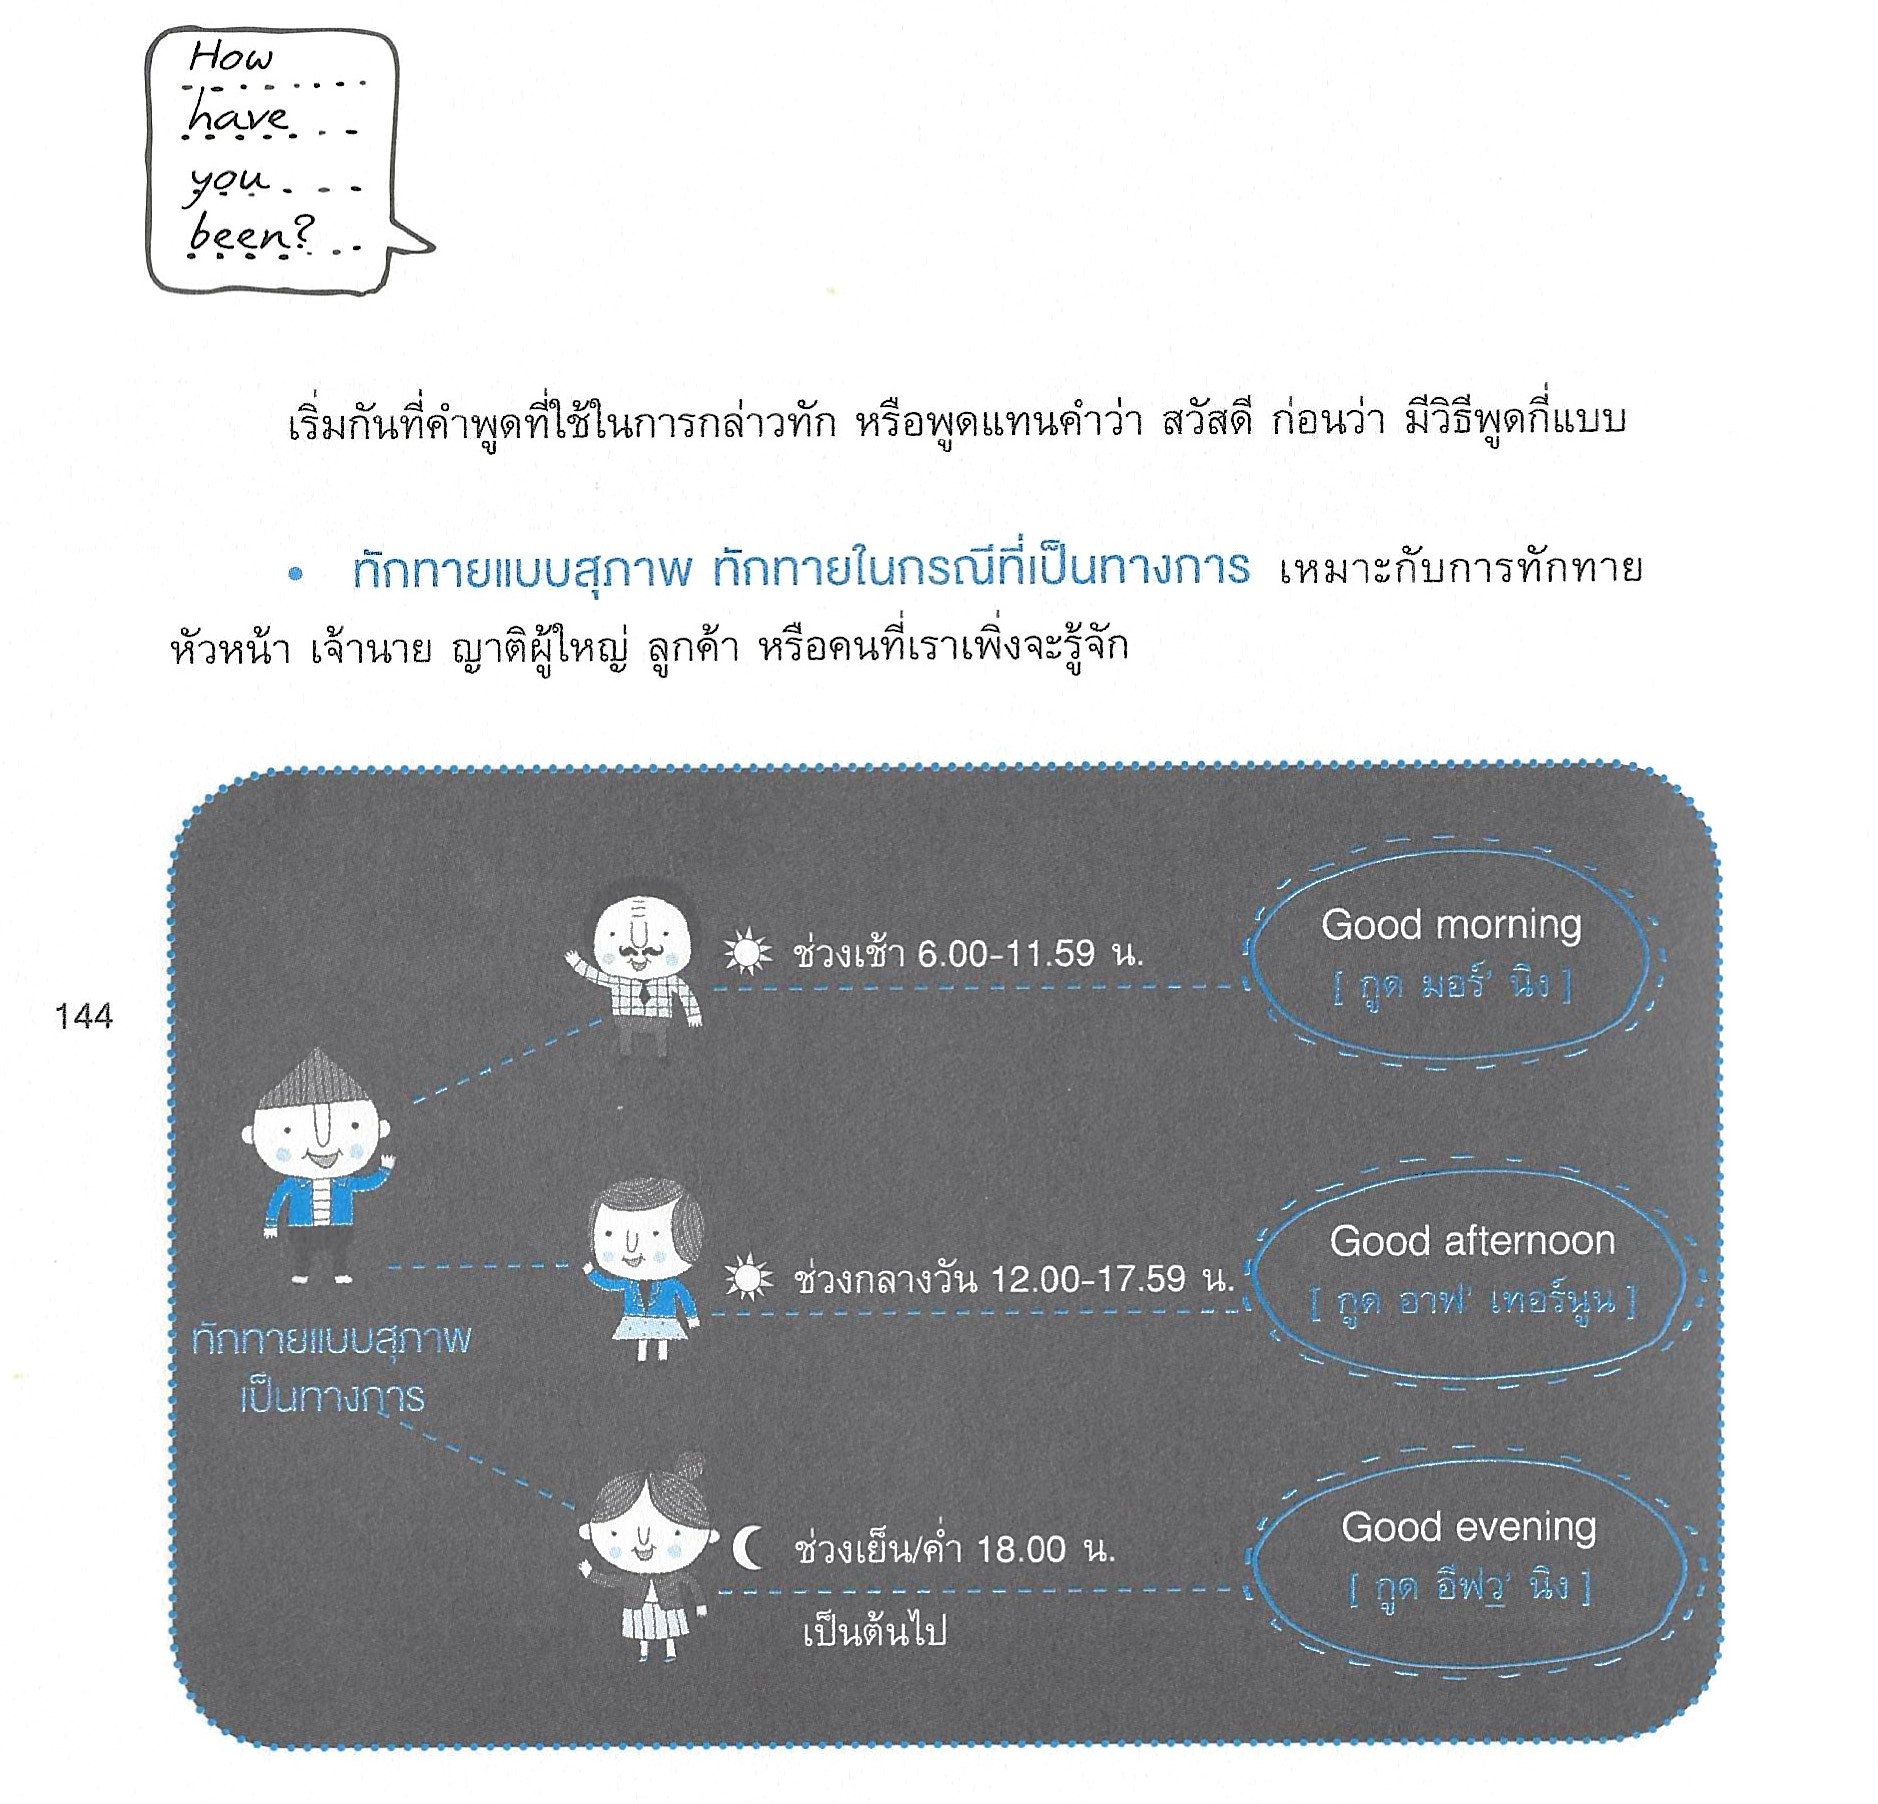 How
have
you
been?
เริ่มกันที่คำพูดที่ใช้ในการกล่าวทัก หรือพูดแทนคำว่า สวัสดี ก่อนว่า มีวิธีพูดกี่แบบ
• ทักทายแบบสุภาพ ทักทายในกรณีที่เป็นทางการ เหมาะกับการทักทาย
หัวหน้า เจ้านาย ญาติผู้ใหญ่ ลูกค้า หรือคนที่เราเพิ่งจะรู้จัก
144
ทักทายแบบสุภาพ
เป็นทางการ
ช่วงเช้า 6.00-11.59 น.
Good morning
[ กูด มอร์' นิง ]
ช่วงกลางวัน 12.00-17.59 น.
Good afternoon
[ กูด อาฟ' เทอร์นูน ]
ช่วงเย็น/ค่ำ 18.00 น.
เป็นต้นไป
Good evening
[ กูด อีฟว' นิง ]